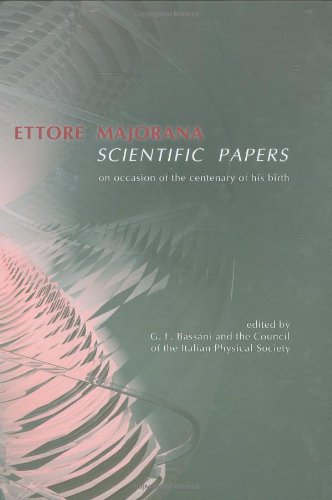 ETTORE MAJORANA
SCIENTIFIC PAPERS
on occasion of the centenary of his birth
edited by
G. F. Bassani and the Council
of the Italian Physical Society